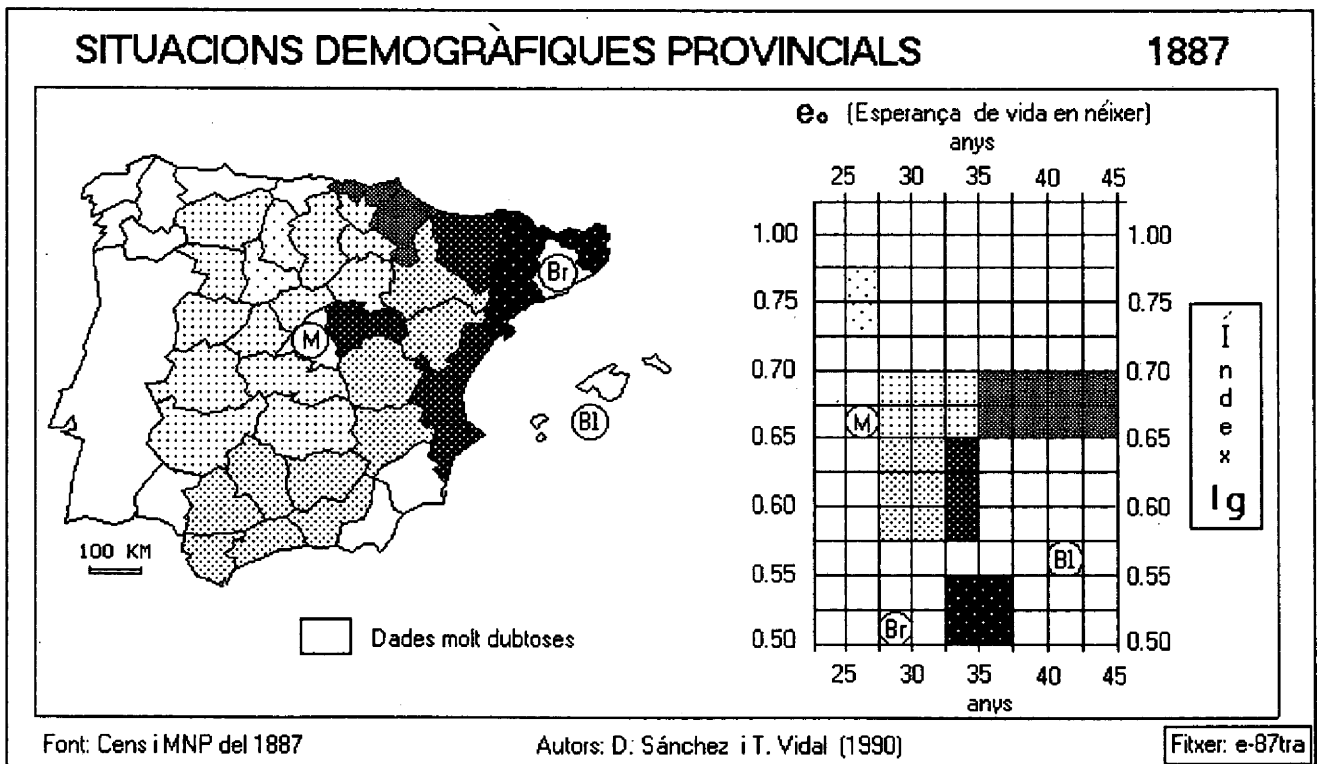 SITUACIONS DEMOGRÀFIQUES PROVINCIALS 1887
e₀ (Esperança de vida en néixer)
anys
25 30 35 40 45
1.00 1.00
0.75 0.75
0.70 0.70
M
0.65 0.65
0.60 0.60
Bl
0.55 0.55
Br
0.50 0.50
25 30 35 40 45
anys
Índex
Ig
Br
M
Bl
100 KM
Dades molt dubtoses
Font: Cens i MNP del 1887 Autors: D. Sánchez i T. Vidal (1990) Fitxer: e-87tra